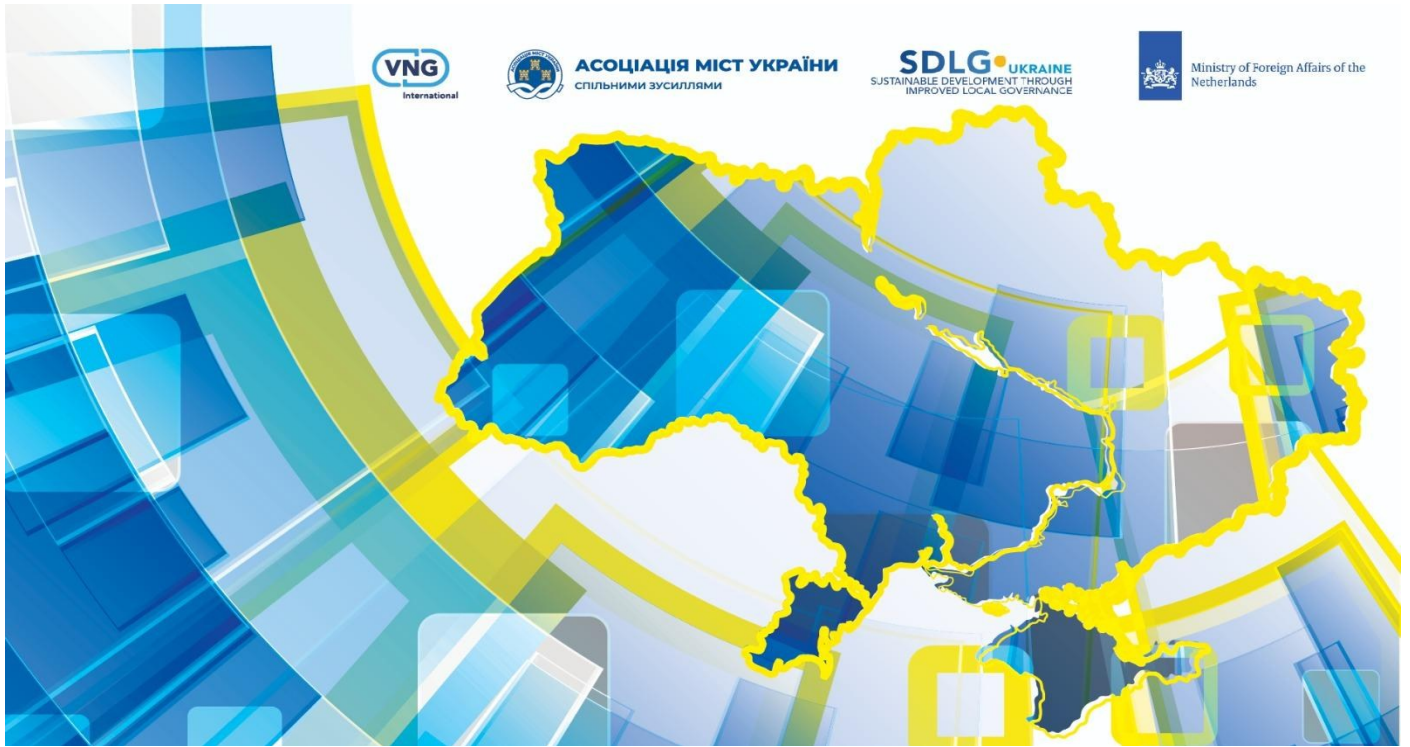 VNG
International
АСОЦІАЦІЯ МІСТ УКРАЇНИ
СПІЛЬНИМИ ЗУСИЛЛЯМИ
SDLG UKRAINE
SUSTAINABLE DEVELOPMENT THROUGH
IMPROVED LOCAL GOVERNANCE
Ministry of Foreign Affairs of the
Netherlands